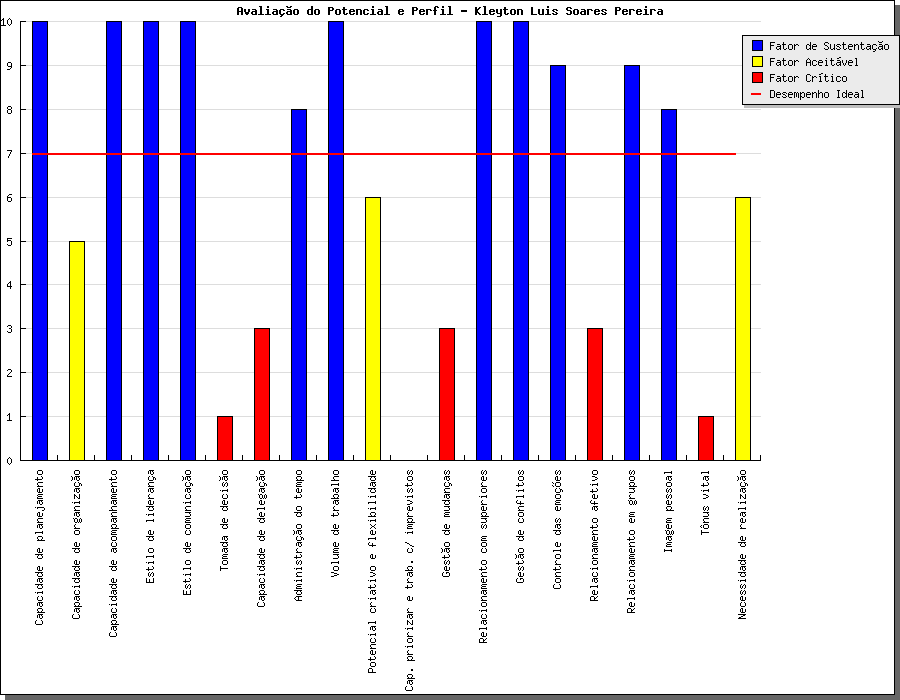 Avaliação do Potencial e Perfil - Kleyton Luis Soares Pereira
Fator de Sustentação
Fator Aceitável
Fator Crítico
Desempenho Ideal
10
9
8
7
6
5
4
3
2
1
0
Capacidade de planejamento
Capacidade de organização
Capacidade de acompanhamento
Estilo de liderança
Estilo de comunicação
Tomada de decisão
Capacidade de delegação
Administração do tempo
Volume de trabalho
Potencial criativo e flexibilidade
Cap. priorizar e trab. c/ imprevistos
Gestão de mudanças
Relacionamento com superiores
Gestão de conflitos
Controle das emoções
Relacionamento afetivo
Relacionamento em grupos
Imagem pessoal
Tônus vital
Necessidade de realização